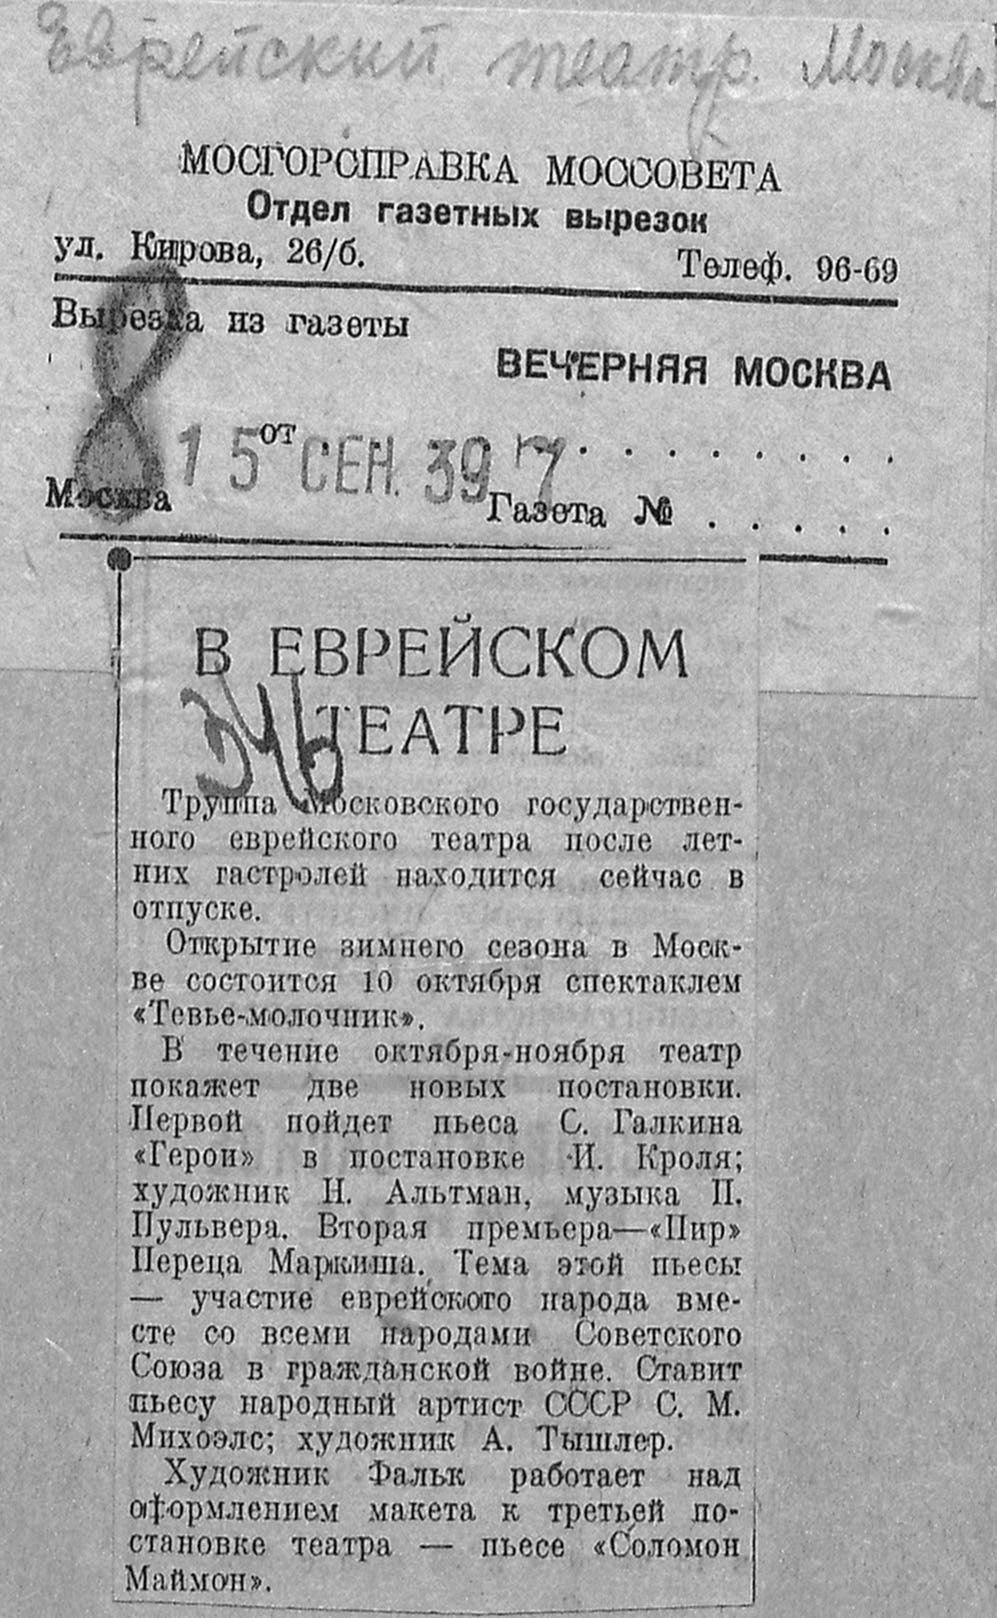 Еврейский театр. Москва
МОСГОРСПРАВКА МОССОВЕТА
Отдел газетных вырезок
ул. Кирова, 26/б. Телеф. 96-69
Вырезка из газеты
ВЕЧЕРНЯЯ МОСКВА
от 15 СЕН. 39
Москва Газета № . . . . .
В ЕВРЕЙСКОМ
ТЕАТРЕ
Труппа Московского государствен-
ного еврейского театра после лет-
них гастролей находится сейчас в
отпуске.
Открытие зимнего сезона в Моск-
ве состоится 10 октября спектаклем
«Тевье-молочник».
В течение октября-ноября театр
покажет две новых постановки.
Первой пойдет пьеса С. Галкина
«Герои» в постановке И. Кроля;
художник Н. Альтман, музыка П.
Пульвера. Вторая премьера—«Пир»
Переца Маркиша. Тема этой пьесы
— участие еврейского народа вме-
сте со всеми народами Советского
Союза в гражданской войне. Ставит
пьесу народный артист СССР С. М.
Михоэлс; художник А. Тышлер.
Художник Фальк работает над
оформлением макета к третьей по-
становке театра — пьесе «Соломон
Маймон».